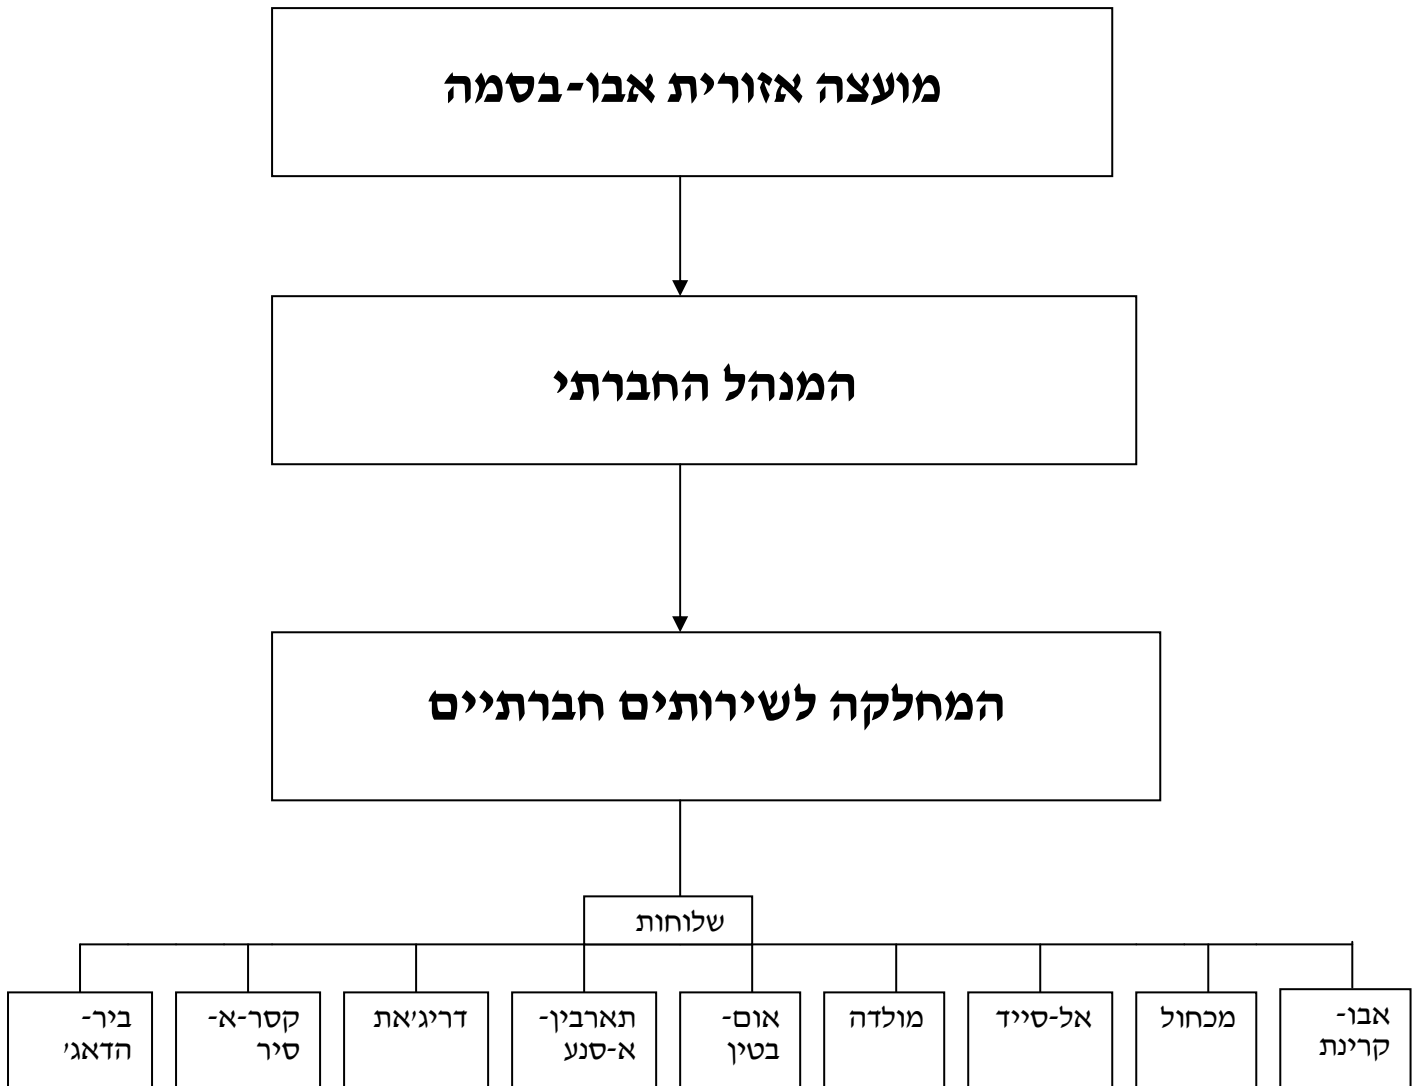 מועצה אזורית אבו-בסמה
המנהל החברתי
המחלקה לשירותים חברתיים
שלוחות
אבו-
קרינת
מכחול
אל-סייד
מולדה
אום-
בטין
תארבין-
א-סנע
דריג'את
קסר-א-
סיר
ביר-
הדאג'